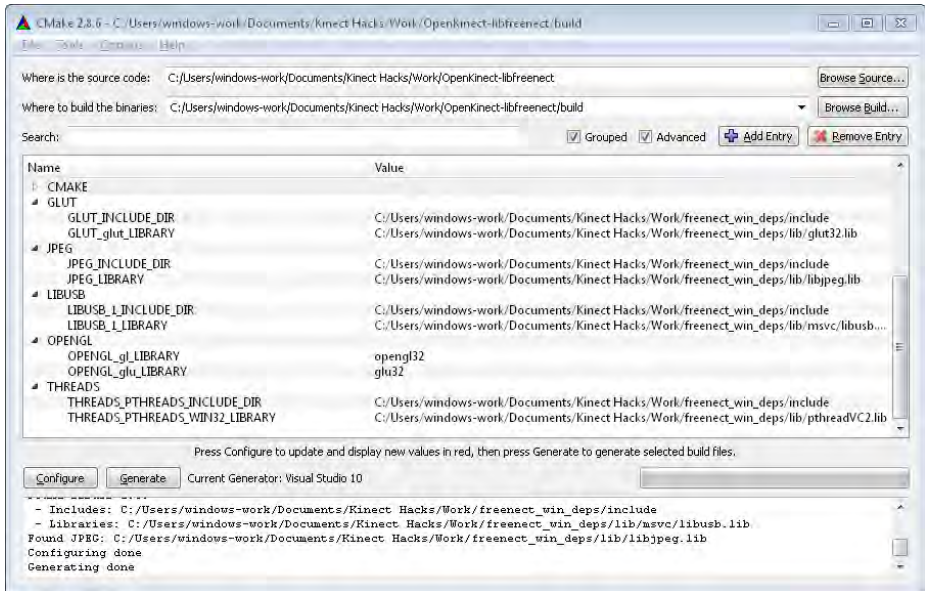 CMake 2.8.6 - C:/Users/windows-work/Documents/Kinect Hacks/Work/OpenKinect-libfreenect/build
File Tools Options Help
Where is the source code: C:/Users/windows-work/Documents/Kinect Hacks/Work/OpenKinect-libfreenect Browse Source...
Where to build the binaries: C:/Users/windows-work/Documents/Kinect Hacks/Work/OpenKinect-libfreenect/build Browse Build...
Search: Grouped Advanced Add Entry Remove Entry
Name Value
CMAKE
GLUT
GLUT_INCLUDE_DIR C:/Users/windows-work/Documents/Kinect Hacks/Work/freenect_win_deps/include
GLUT_glut_LIBRARY C:/Users/windows-work/Documents/Kinect Hacks/Work/freenect_win_deps/lib/glut32.lib
JPEG
JPEG_INCLUDE_DIR C:/Users/windows-work/Documents/Kinect Hacks/Work/freenect_win_deps/include
JPEG_LIBRARY C:/Users/windows-work/Documents/Kinect Hacks/Work/freenect_win_deps/lib/libjpeg.lib
LIBUSB
LIBUSB_1_INCLUDE_DIR C:/Users/windows-work/Documents/Kinect Hacks/Work/freenect_win_deps/include
LIBUSB_1_LIBRARY C:/Users/windows-work/Documents/Kinect Hacks/Work/freenect_win_deps/lib/msvc/libusb....
OPENGL
OPENGL_gl_LIBRARY opengl32
OPENGL_glu_LIBRARY glu32
THREADS
THREADS_PTHREADS_INCLUDE_DIR C:/Users/windows-work/Documents/Kinect Hacks/Work/freenect_win_deps/include
THREADS_PTHREADS_WIN32_LIBRARY C:/Users/windows-work/Documents/Kinect Hacks/Work/freenect_win_deps/lib/pthreadVC2.lib
Press Configure to update and display new values in red, then press Generate to generate selected build files.
Configure Generate Current Generator: Visual Studio 10
- Includes: C:/Users/windows-work/Documents/Kinect Hacks/Work/freenect_win_deps/include
- Libraries: C:/Users/windows-work/Documents/Kinect Hacks/Work/freenect_win_deps/lib/msvc/libusb.lib
Found JPEG: C:/Users/windows-work/Documents/Kinect Hacks/Work/freenect_win_deps/lib/libjpeg.lib
Configuring done
Generating done